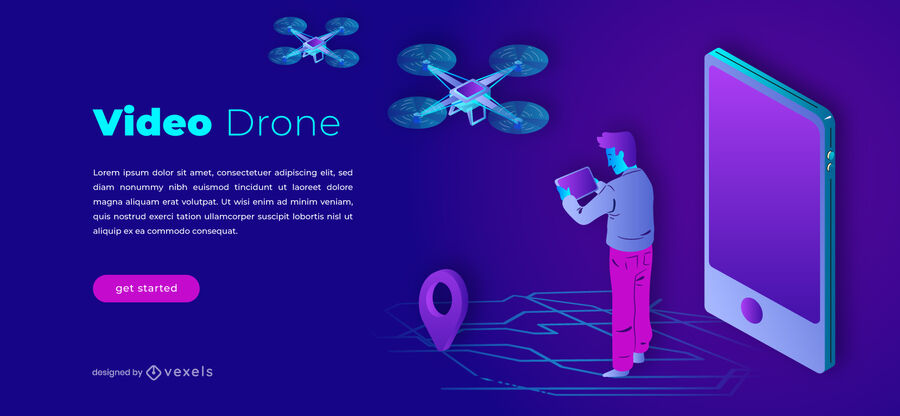 Video Drone
Lorem ipsum dolor sit amet, consectetuer adipiscing elit, sed
diam nonummy nibh euismod tincidunt ut laoreet dolore
magna aliquam erat volutpat. Ut wisi enim ad minim veniam,
quis nostrud exerci tation ullamcorper suscipit lobortis nisl ut
aliquip ex ea commodo consequat.
get started
designed by vexels